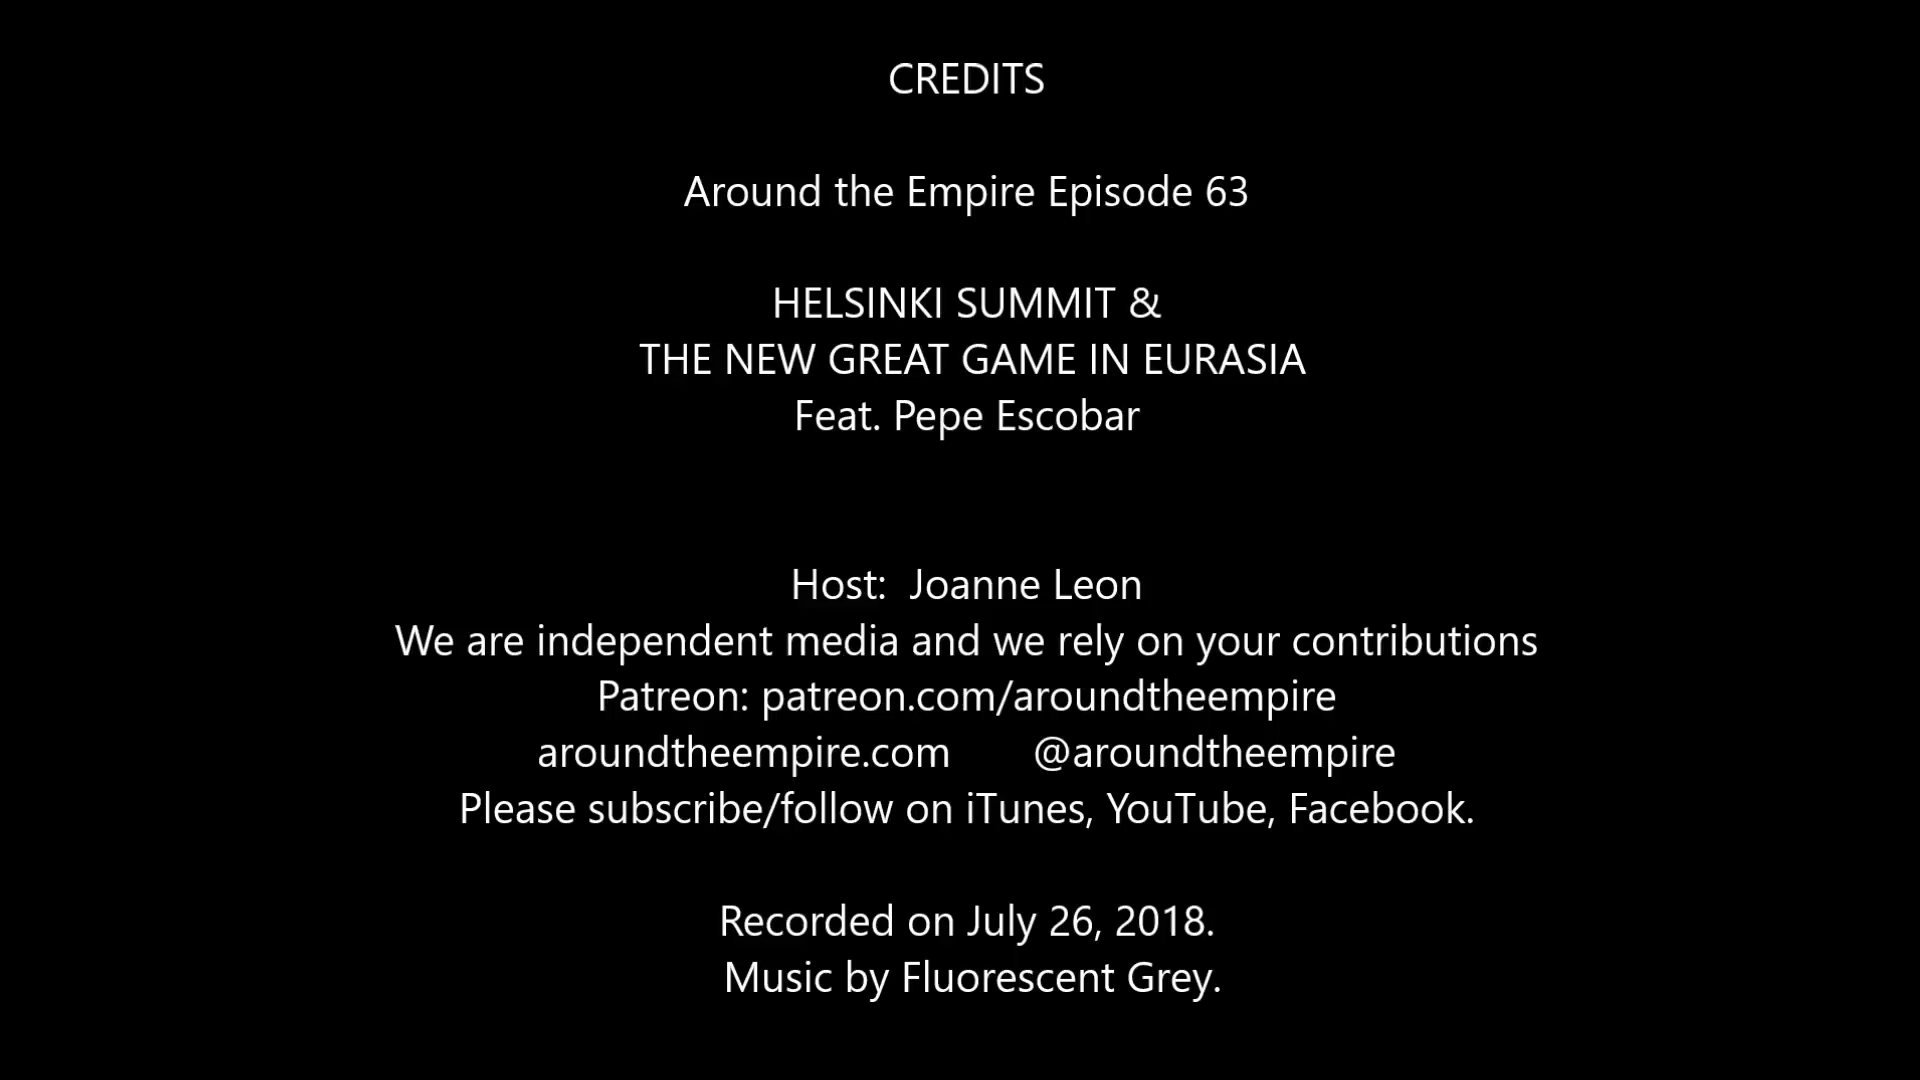 CREDITS
Around the Empire Episode 63
HELSINKI SUMMIT &
THE NEW GREAT GAME IN EURASIA
Feat. Pepe Escobar
Host:  Joanne Leon
We are independent media and we rely on your contributions
Patreon: patreon.com/aroundtheempire
aroundtheempire.com       @aroundtheempire
Please subscribe/follow on iTunes, YouTube, Facebook.
Recorded on July 26, 2018.
Music by Fluorescent Grey.